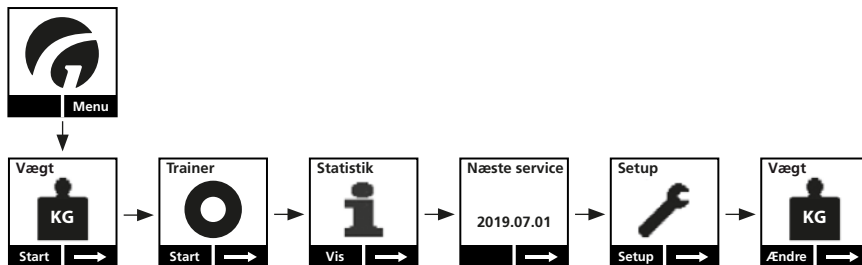 Menu
Vægt
KG
Start
Trainer
Start
Statistik
Vis
Næste service
2019.07.01
Setup
Setup
Vægt
KG
Ændre